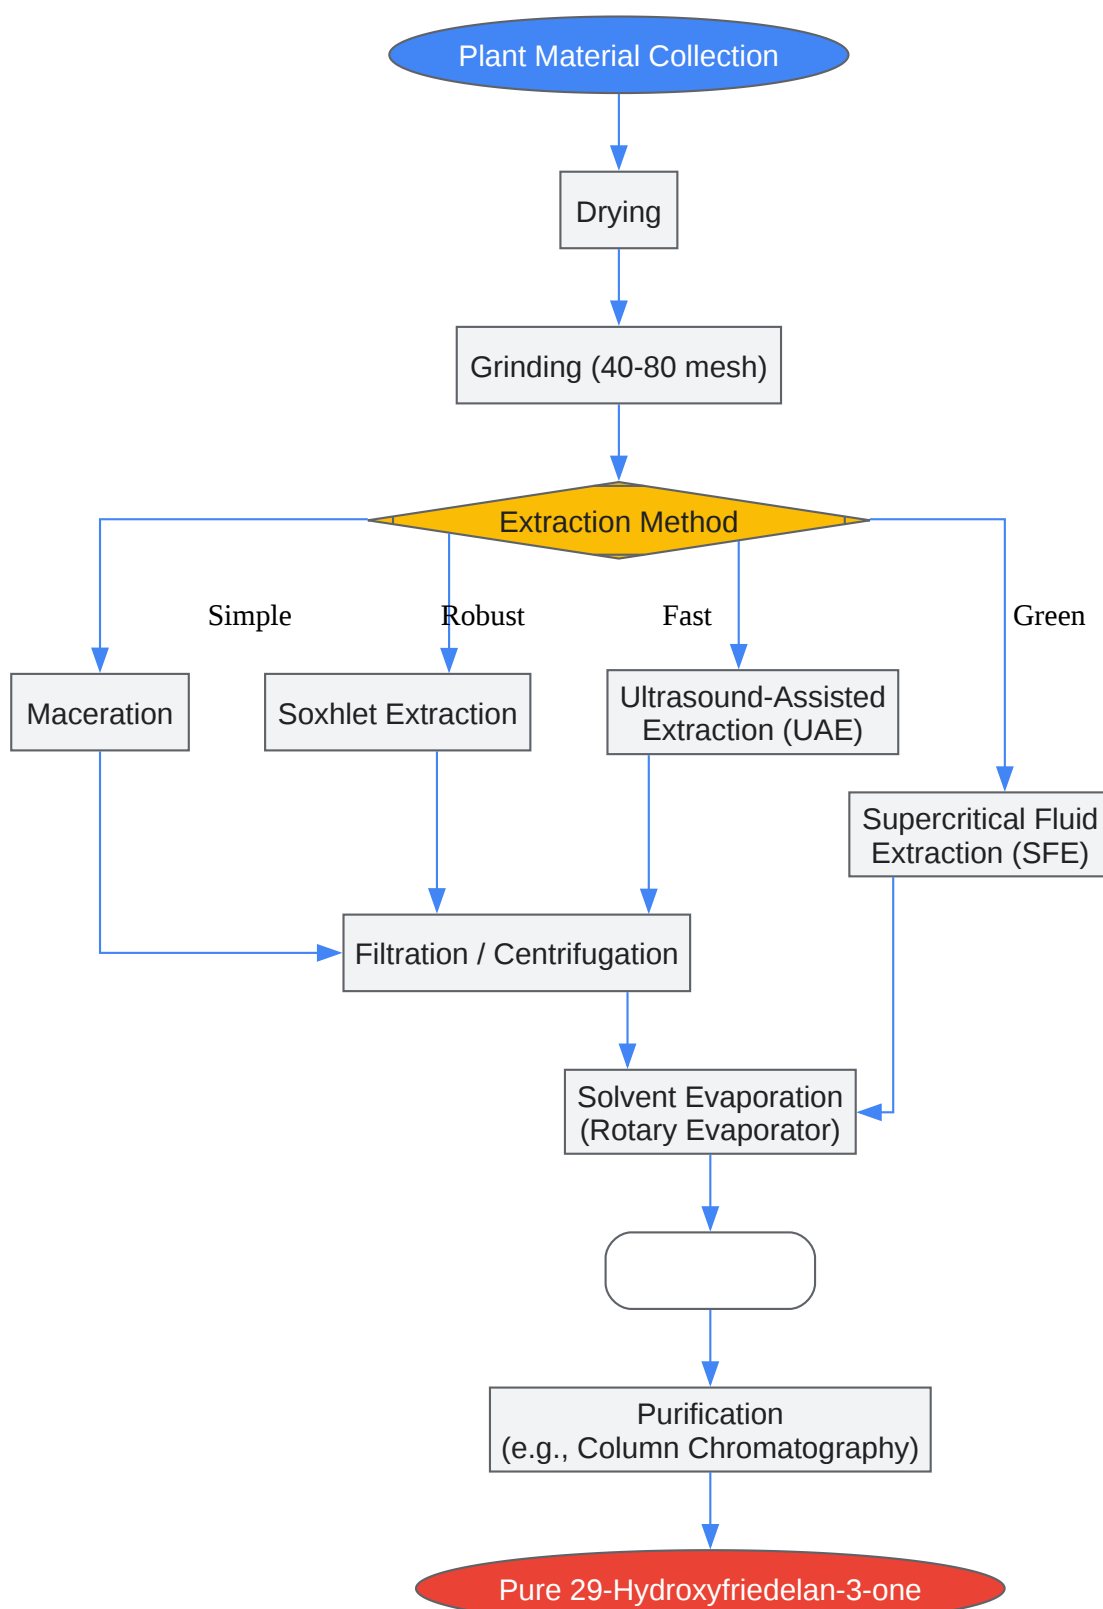 Plant Material Collection
Drying
Grinding (40-80 mesh)
Extraction Method
Simple
Robust
Fast
Green
Maceration
Soxhlet Extraction
Ultrasound-Assisted
Extraction (UAE)
Supercritical Fluid
Extraction (SFE)
Filtration / Centrifugation
Solvent Evaporation
(Rotary Evaporator)
Purification
(e.g., Column Chromatography)
Pure 29-Hydroxyfriedelan-3-one